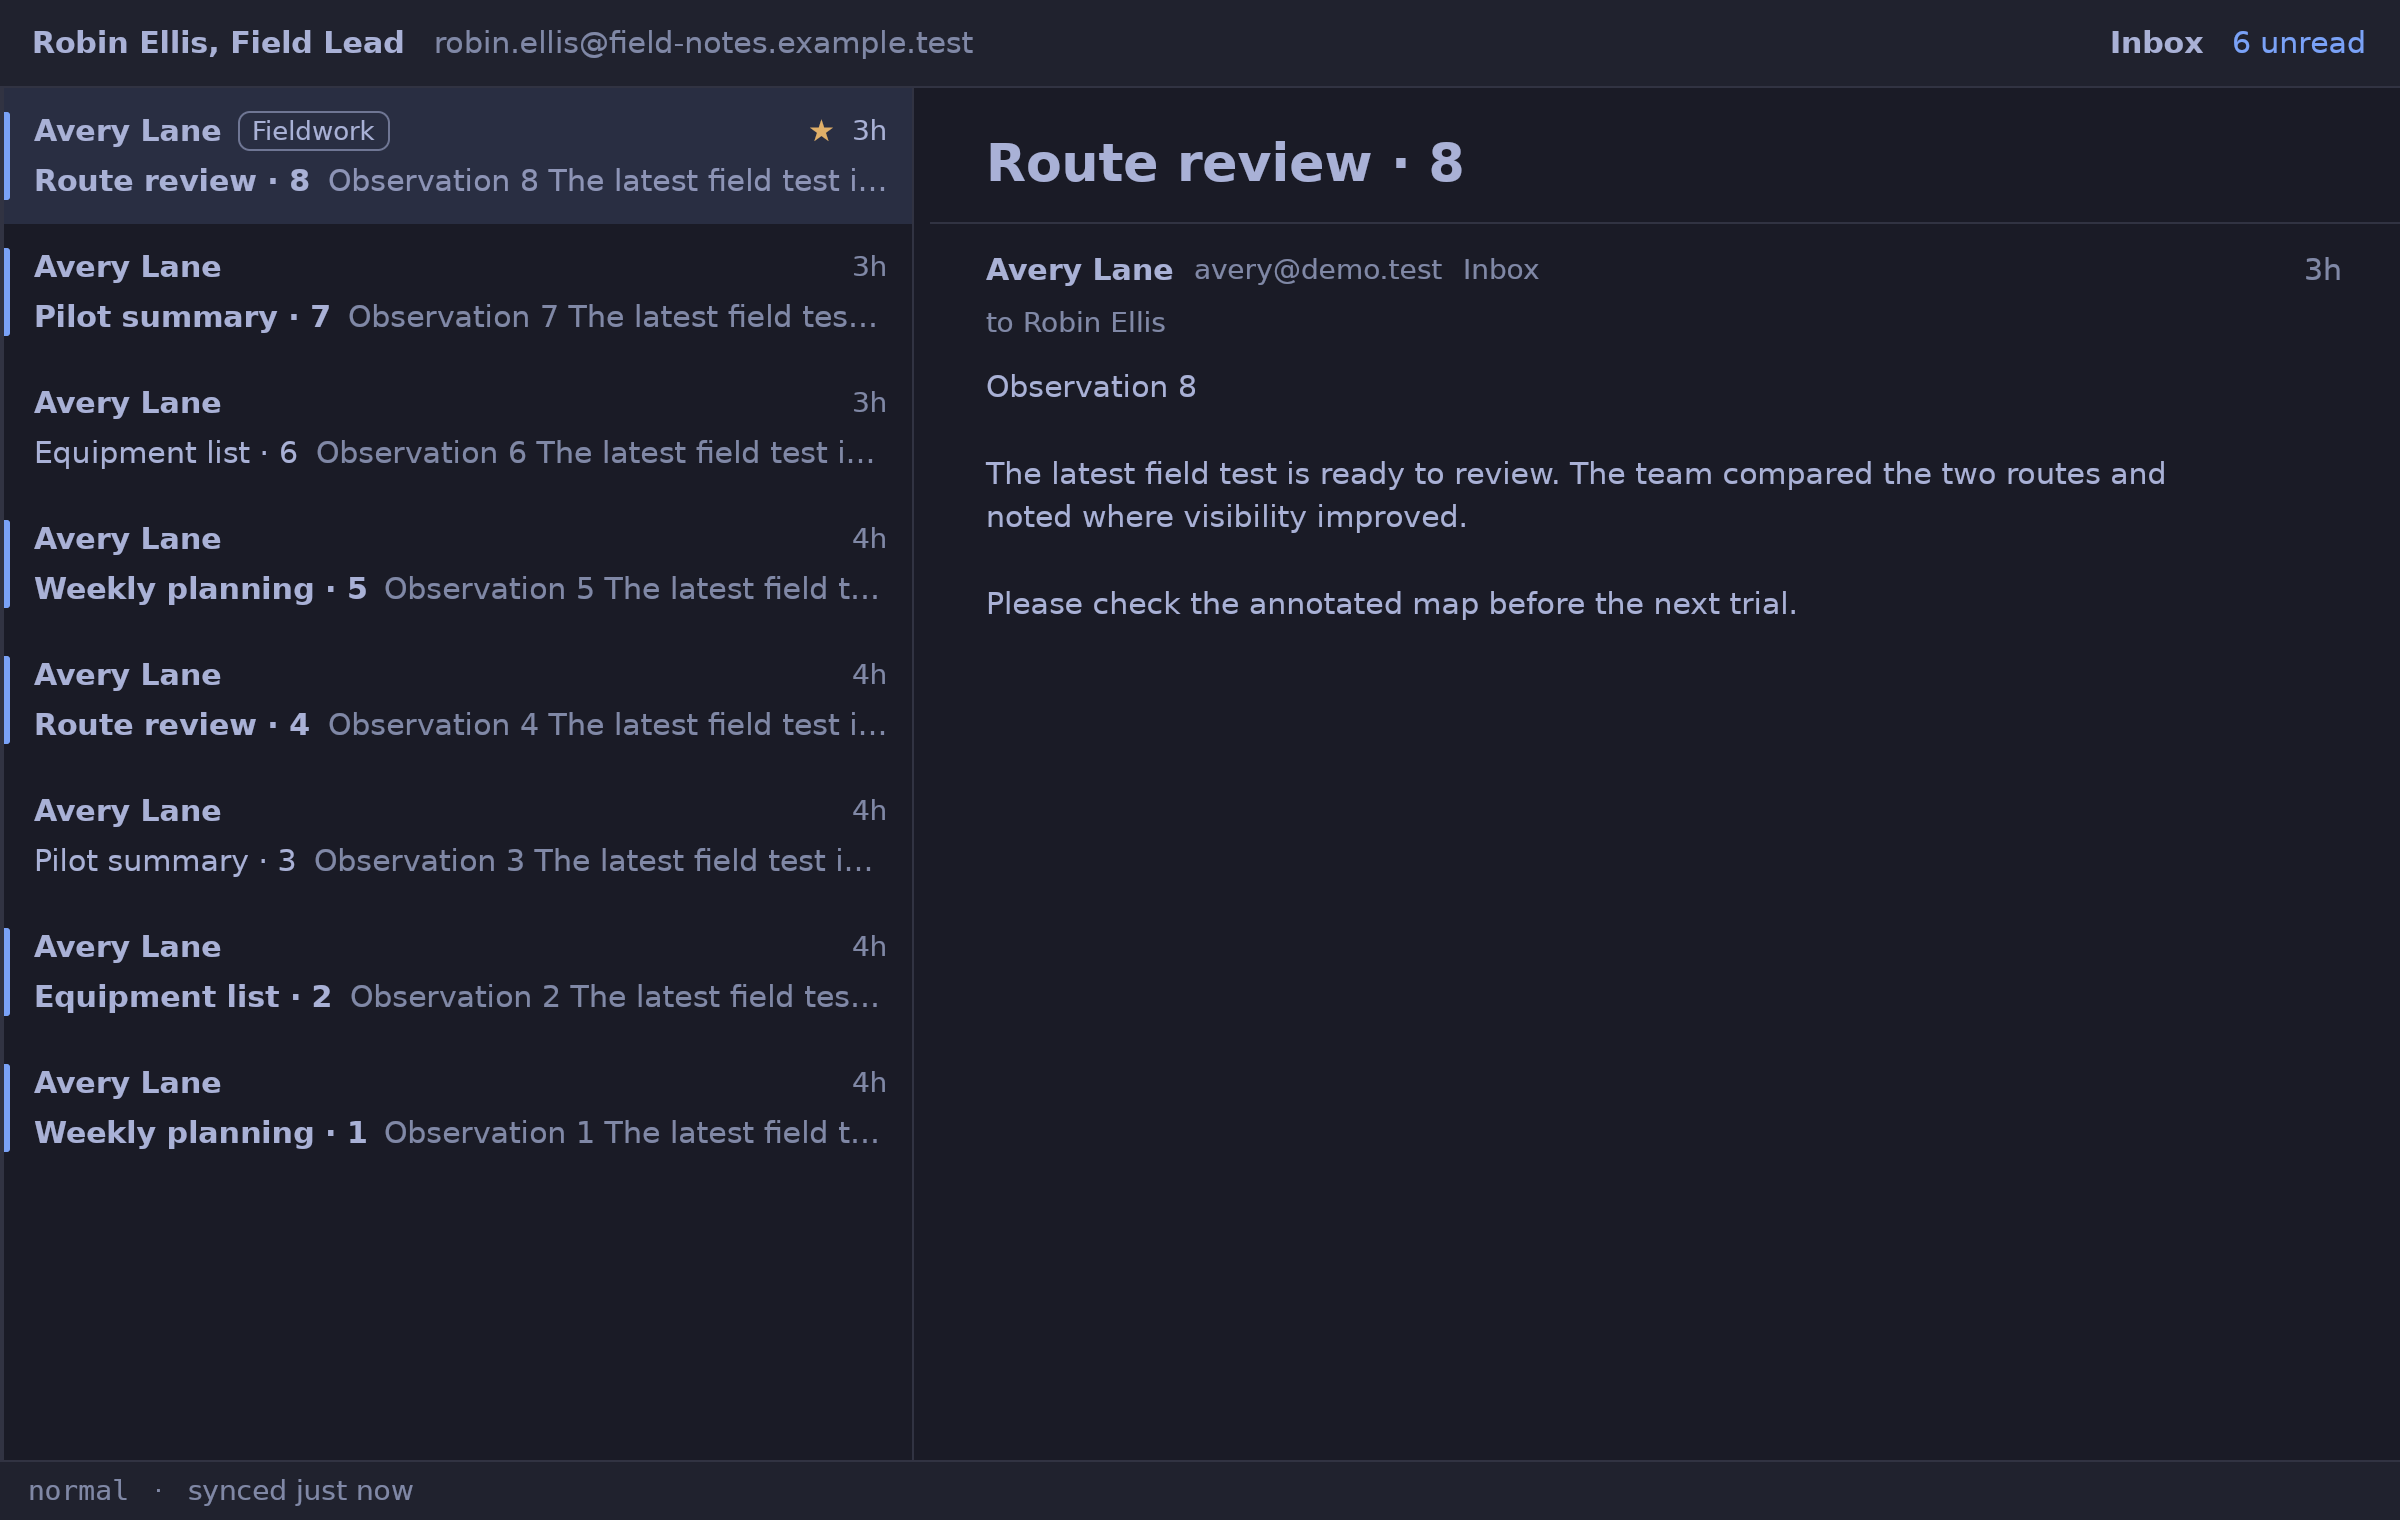 Robin Ellis, Field Lead robin.ellis@field-notes.example.test Inbox 6 unread
Avery Lane Fieldwork ★ 3h
Route review · 8 Observation 8 The latest field test i…
Avery Lane 3h
Pilot summary · 7 Observation 7 The latest field tes…
Avery Lane 3h
Equipment list · 6 Observation 6 The latest field test i…
Avery Lane 4h
Weekly planning · 5 Observation 5 The latest field t…
Avery Lane 4h
Route review · 4 Observation 4 The latest field test i…
Avery Lane 4h
Pilot summary · 3 Observation 3 The latest field test i…
Avery Lane 4h
Equipment list · 2 Observation 2 The latest field tes…
Avery Lane 4h
Weekly planning · 1 Observation 1 The latest field t…
Route review · 8
Avery Lane avery@demo.test Inbox 3h
to Robin Ellis
Observation 8
The latest field test is ready to review. The team compared the two routes and
noted where visibility improved.
Please check the annotated map before the next trial.
normal · synced just now